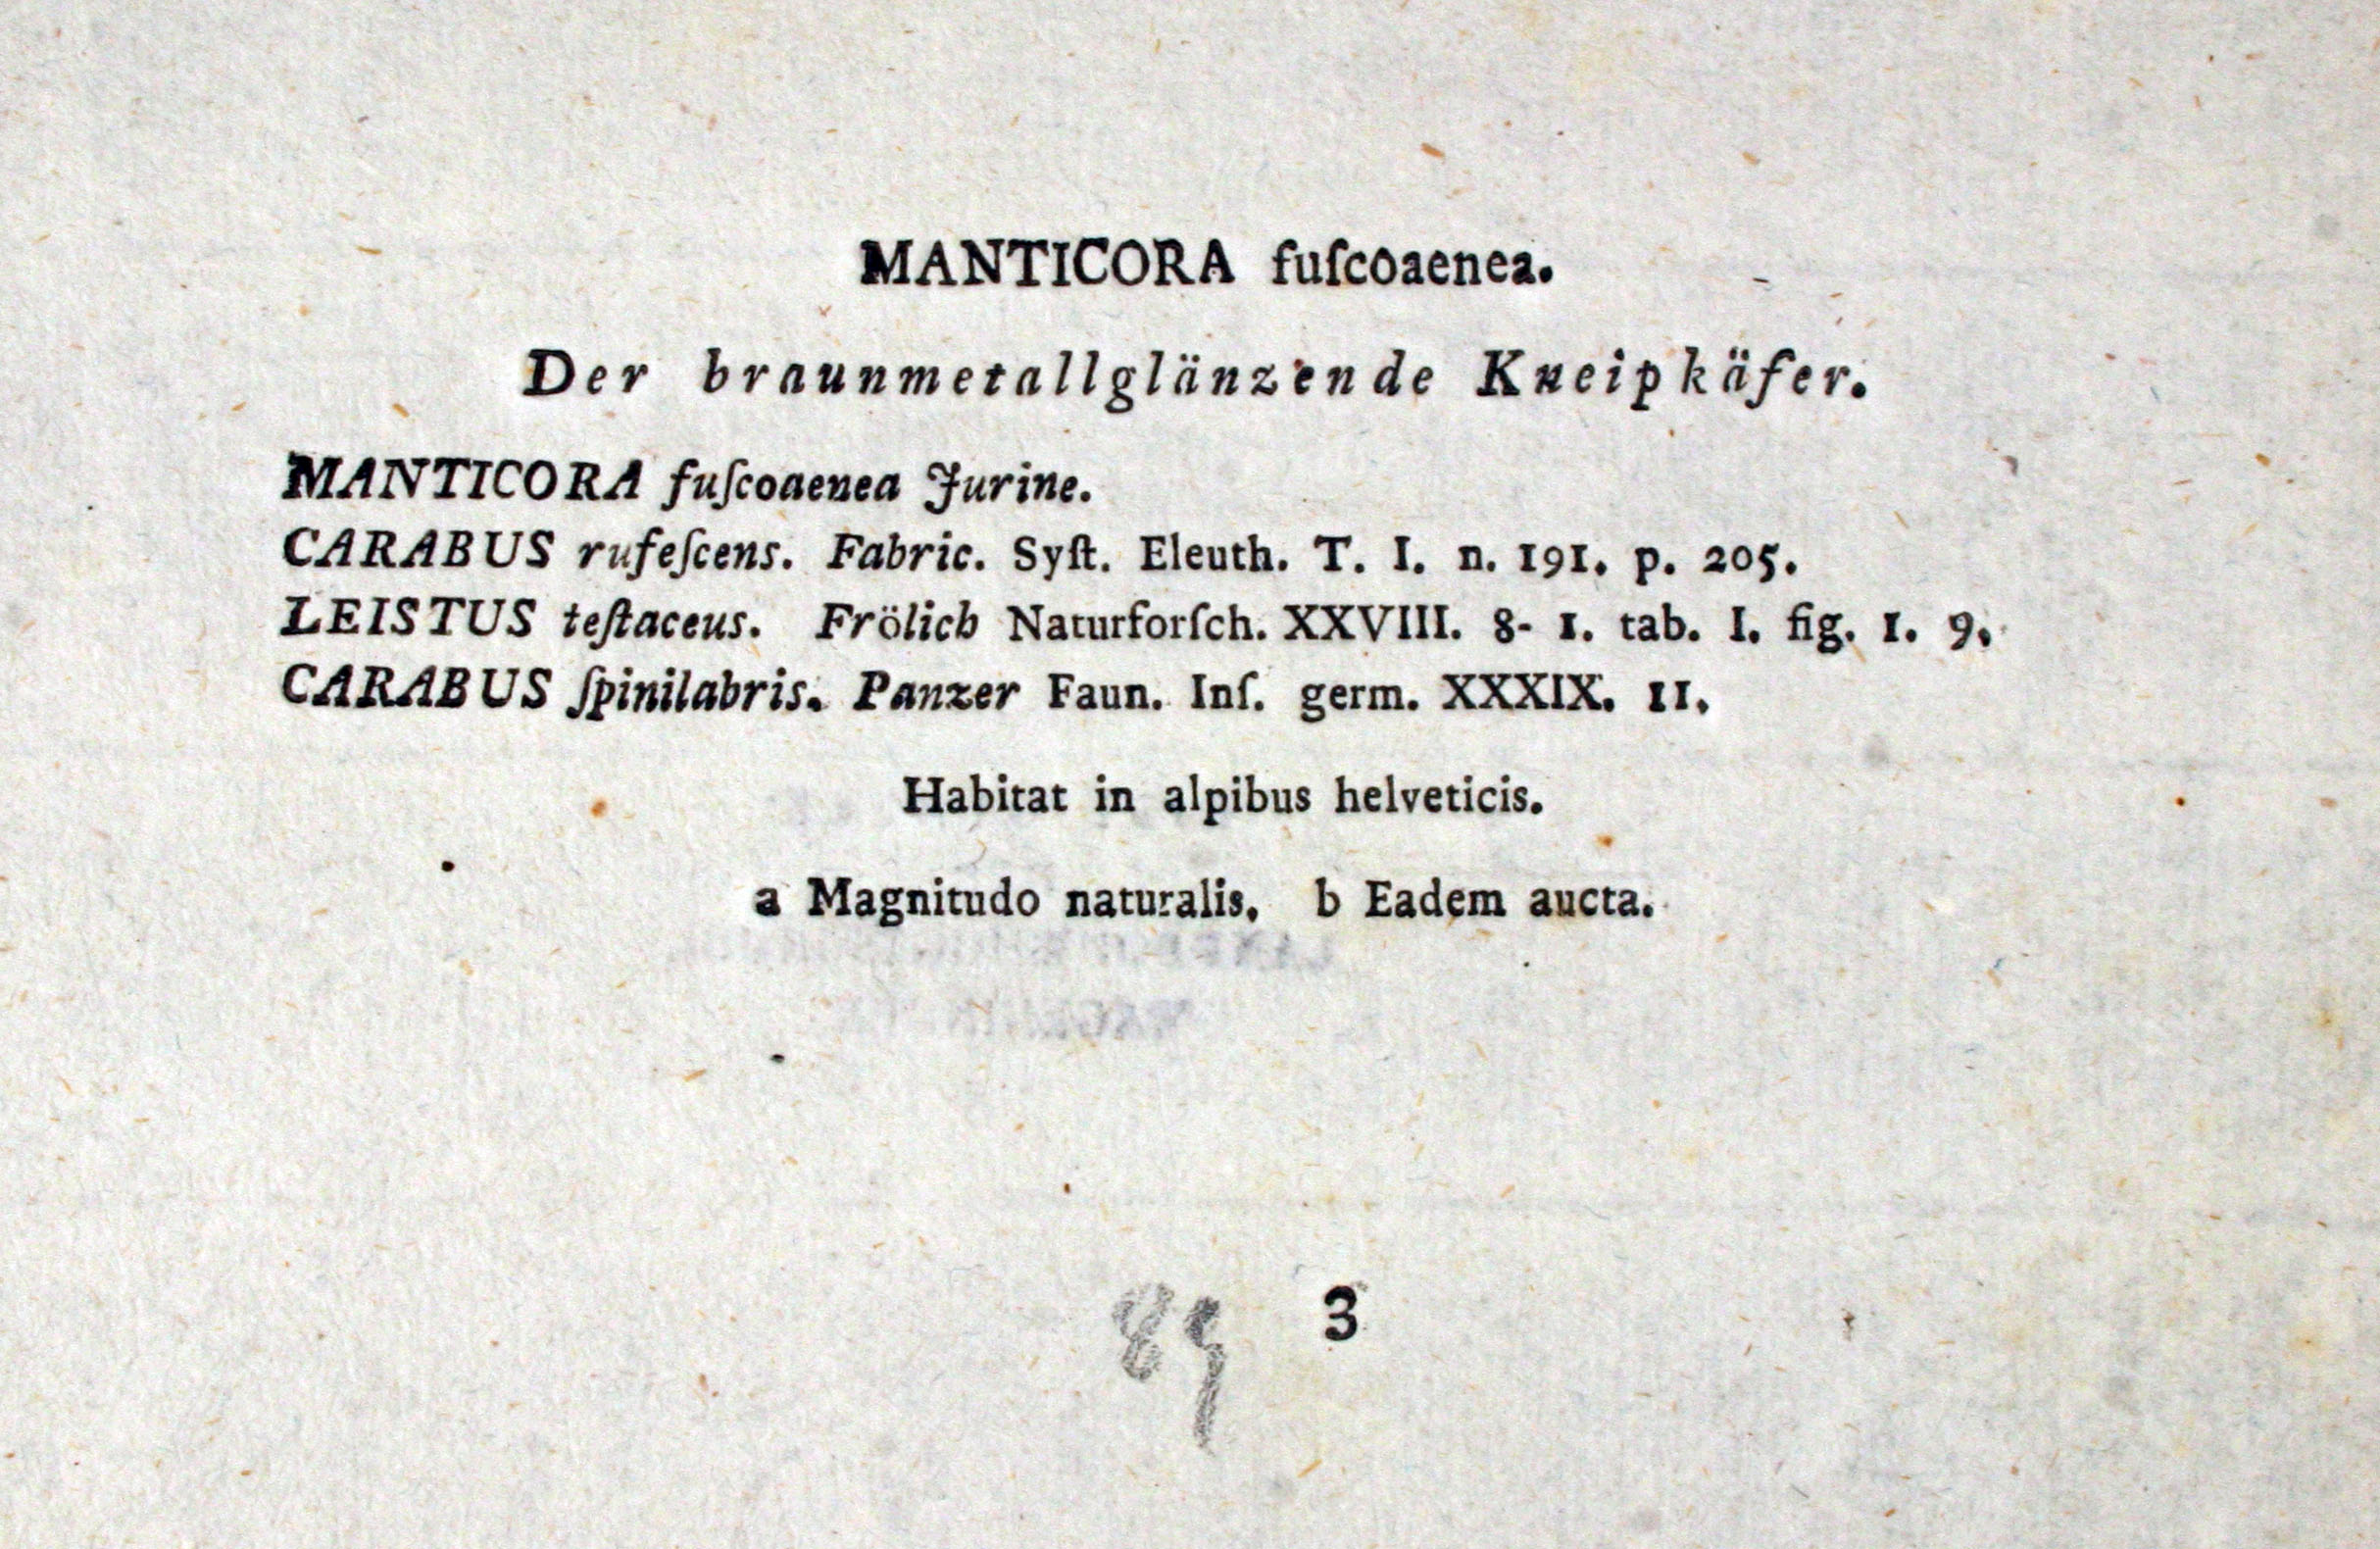 MANTICORA fuſcoaenea.
Der braunmetallglänzende Kneipkäfer.
MANTICORA fuſcoaenea Jurine.
CARABUS rufeſcens. Fabric. Syſt. Eleuth. T. I. n. 191. p. 205.
LEISTUS teſtaceus. Frölich Naturforſch. XXVIII. 8- 1. tab. I. fig. 1. 9.
CARABUS ſpinilabris. Panzer Faun. Inſ. germ. XXXIX. 11.
Habitat in alpibus helveticis.
a Magnitudo naturalis. b Eadem aucta.
89 3